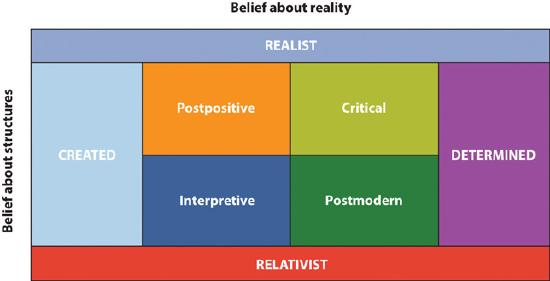 Belief about reality
Belief about structures
REALIST
Postpositive
Critical
CREATED
DETERMINED
Interpretive
Postmodern
RELATIVIST